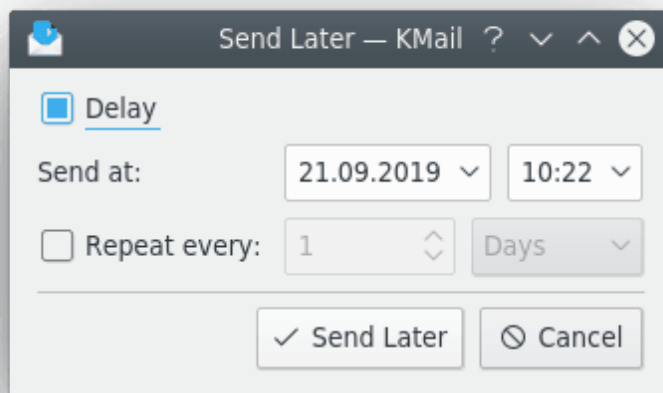 Send Later — KMail
Delay
Send at: 21.09.2019 10:22
Repeat every: 1 Days
Send Later Cancel